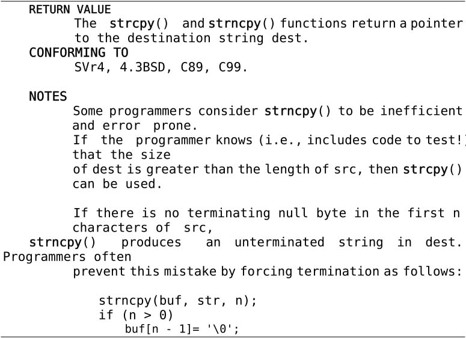 RETURN VALUE
The strcpy() and strncpy() functions return a pointer
to the destination string dest.
CONFORMING TO
SVr4, 4.3BSD, C89, C99.
NOTES
Some programmers consider strncpy() to be inefficient
and error prone.
If the programmer knows (i.e., includes code to test!)
that the size
of dest is greater than the length of src, then strcpy()
can be used.
If there is no terminating null byte in the first n
characters of src,
strncpy() produces an unterminated string in dest.
Programmers often
prevent this mistake by forcing termination as follows:
strncpy(buf, str, n);
if (n > 0)
buf[n - 1]= '\0';